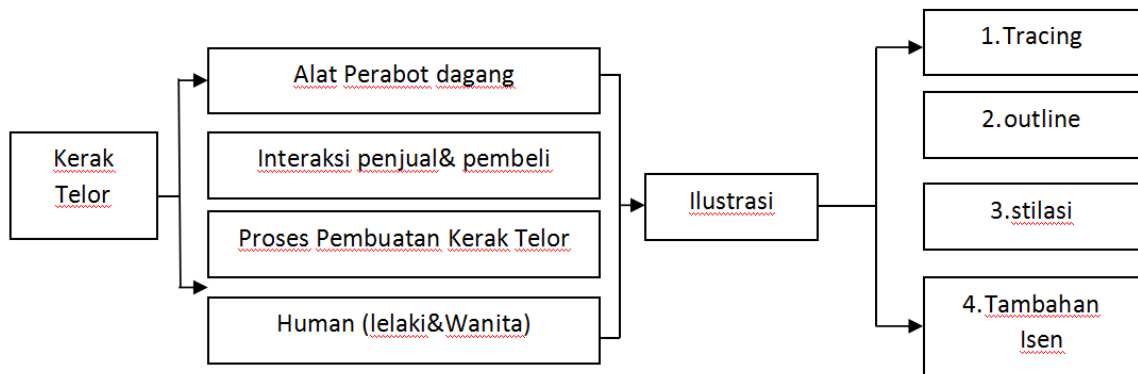 Kerak
Telor
Alat Perabot dagang
Interaksi penjual& pembeli
Proses Pembuatan Kerak Telor
Human (lelaki&Wanita)
Ilustrasi
1.Tracing
2.outline
3.stilasi
4.Tambahan
Isen